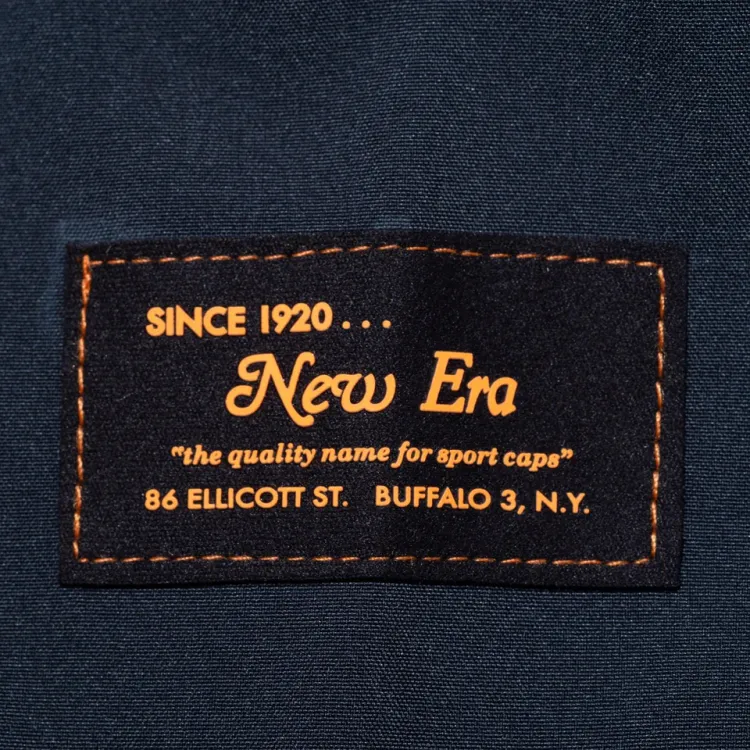 SINCE 1920...
New Era
"the quality name for sport caps"
86 ELLICOTT ST. BUFFALO 3, N.Y.